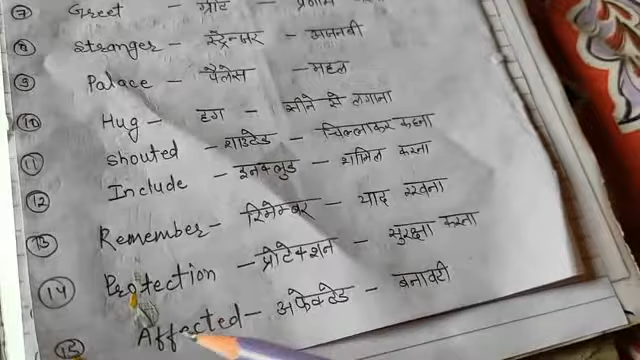 ⑦ Greet - ग्रीट - प्रणाम
⑧ Stranger - स्ट्रेन्जर - अजनबी
⑨ Palace - पैलेस - महल
⑩ Hug - हग - सीने से लगाना
⑪ Shouted - शाउटेड - चिल्लाकर कहना
⑫ Include - इनक्लुड - शामिल करना
⑬ Remember - रिमेम्बर - याद रखना
⑭ Protection - प्रोटेक्शन - सुरक्षा करना
⑮ Affected - अफेक्टेड - बनावटी